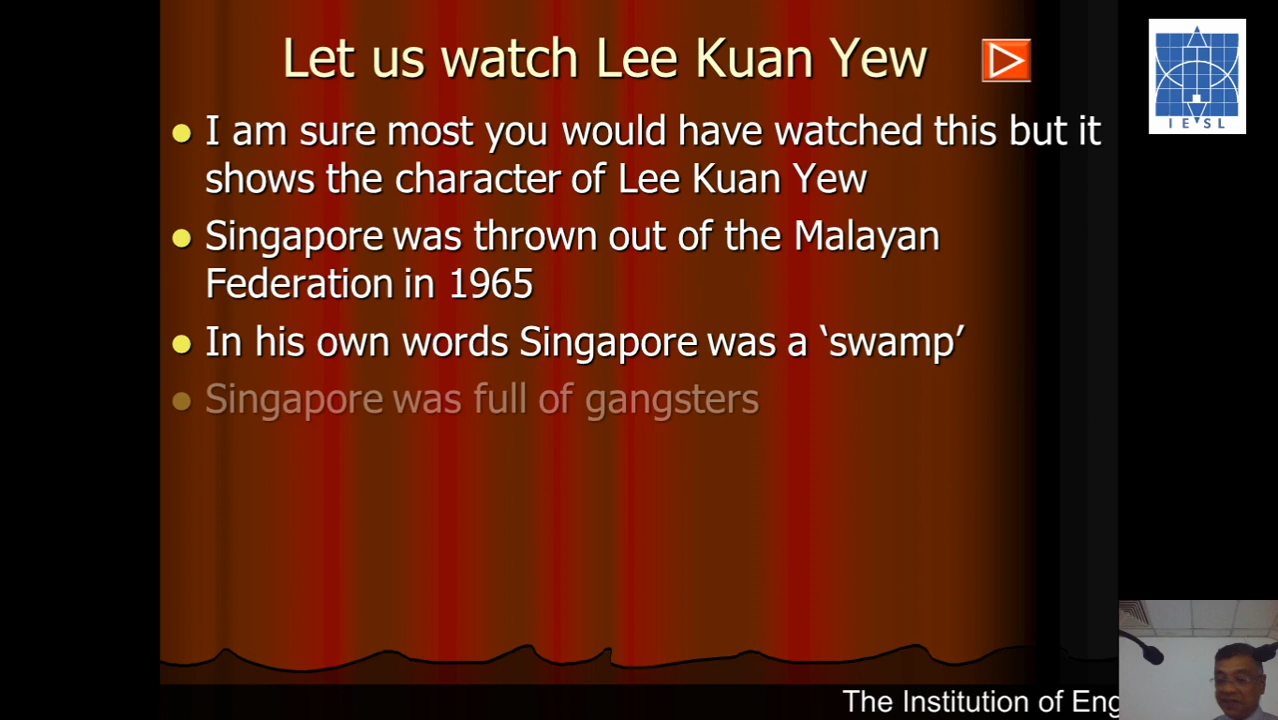 Let us watch Lee Kuan Yew
I am sure most you would have watched this but it
shows the character of Lee Kuan Yew
Singapore was thrown out of the Malayan
Federation in 1965
In his own words Singapore was a ‘swamp’
Singapore was full of gangsters
IESL
The Institution of Eng